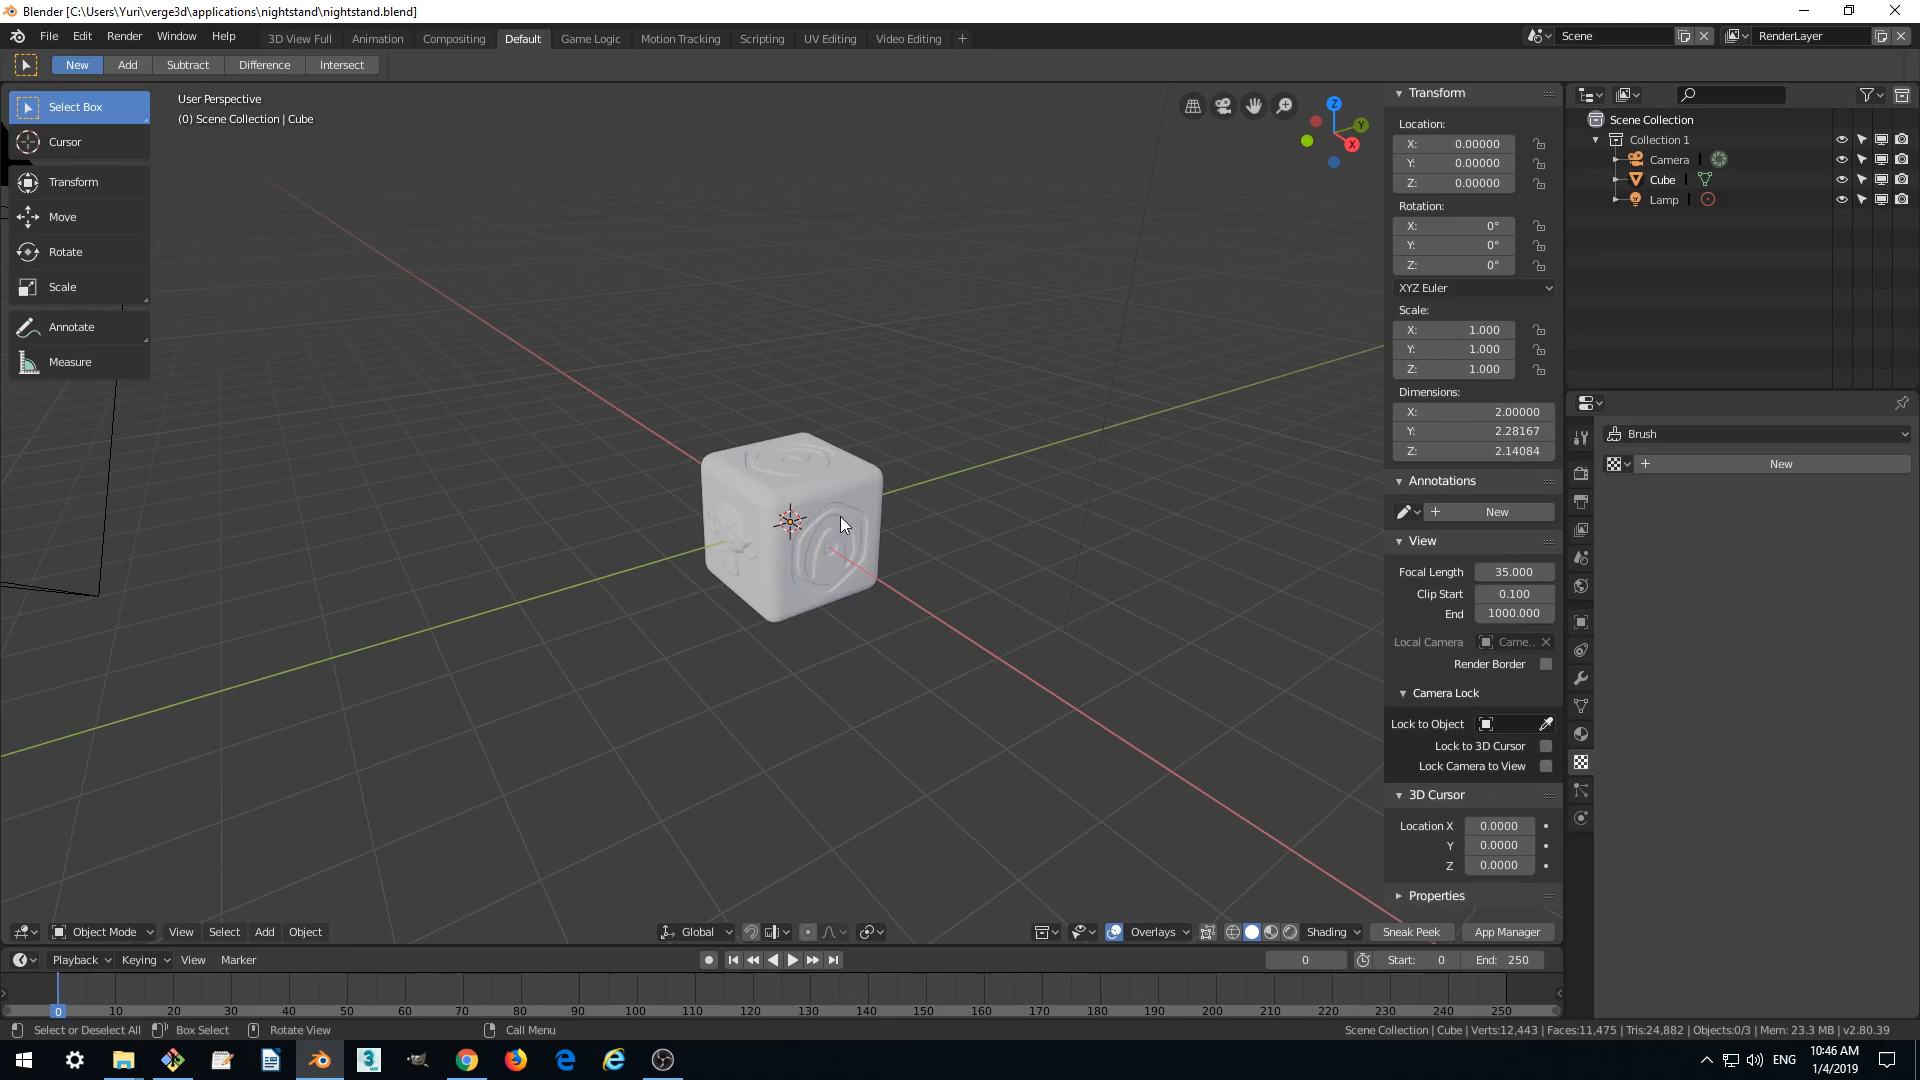 Blender [C:\Users\Yuri\verge3d\applications\nightstand\nightstand.blend]
File Edit Render Window Help 3D View Full Animation Compositing Default Game Logic Motion Tracking Scripting UV Editing Video Editing + Scene RenderLayer
New Add Subtract Difference Intersect
Select Box
Cursor
Transform
Move
Rotate
Scale
Annotate
Measure
User Perspective
(0) Scene Collection | Cube
Z
Y
X
Transform
Location:
X: 0.00000
Y: 0.00000
Z: 0.00000
Rotation:
X: 0°
Y: 0°
Z: 0°
XYZ Euler
Scale:
X: 1.000
Y: 1.000
Z: 1.000
Dimensions:
X: 2.00000
Y: 2.28167
Z: 2.14084
Annotations
+ New
View
Focal Length 35.000
Clip Start 0.100
End 1000.000
Local Camera Came..
Render Border
Camera Lock
Lock to Object
Lock to 3D Cursor
Lock Camera to View
3D Cursor
Location X 0.0000
Y 0.0000
Z 0.0000
Properties
Scene Collection
Collection 1
Camera
Cube
Lamp
Brush
+ New
Object Mode View Select Add Object Global Overlays Shading Sneak Peek App Manager
Playback Keying View Marker 0 Start: 0 End: 250
0 10 20 30 40 50 60 70 80 90 100 110 120 130 140 150 160 170 180 190 200 210 220 230 240 250
Select or Deselect All Box Select Rotate View Call Menu Scene Collection | Cube | Verts:12,443 | Faces:11,475 | Tris:24,882 | Objects:0/3 | Mem: 23.3 MB | v2.80.39
3 ENG 10:46 AM
1/4/2019